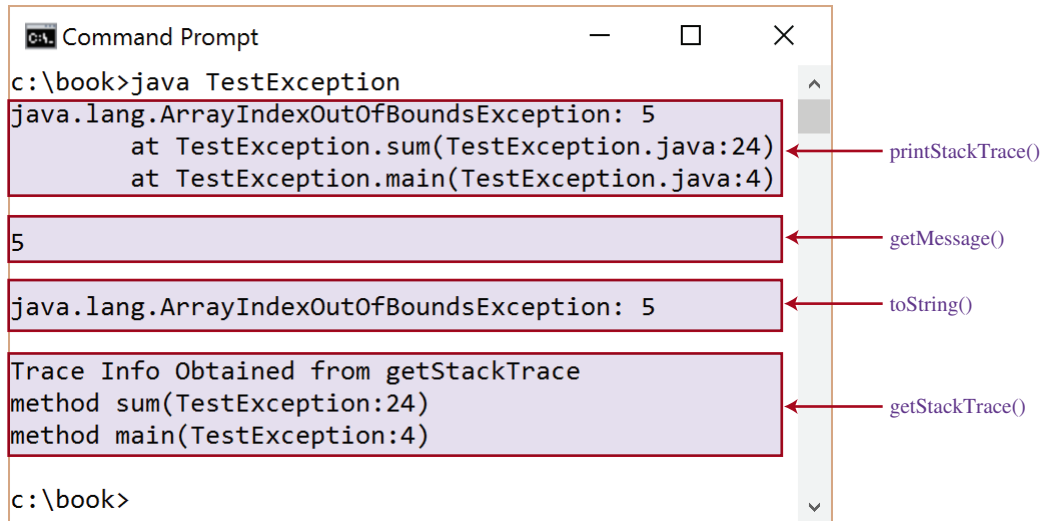 Command Prompt
c:\book>java TestException
java.lang.ArrayIndexOutOfBoundsException: 5
at TestException.sum(TestException.java:24)
at TestException.main(TestException.java:4)
printStackTrace()
5
getMessage()
java.lang.ArrayIndexOutOfBoundsException: 5
toString()
Trace Info Obtained from getStackTrace
method sum(TestException:24)
method main(TestException:4)
getStackTrace()
c:\book>